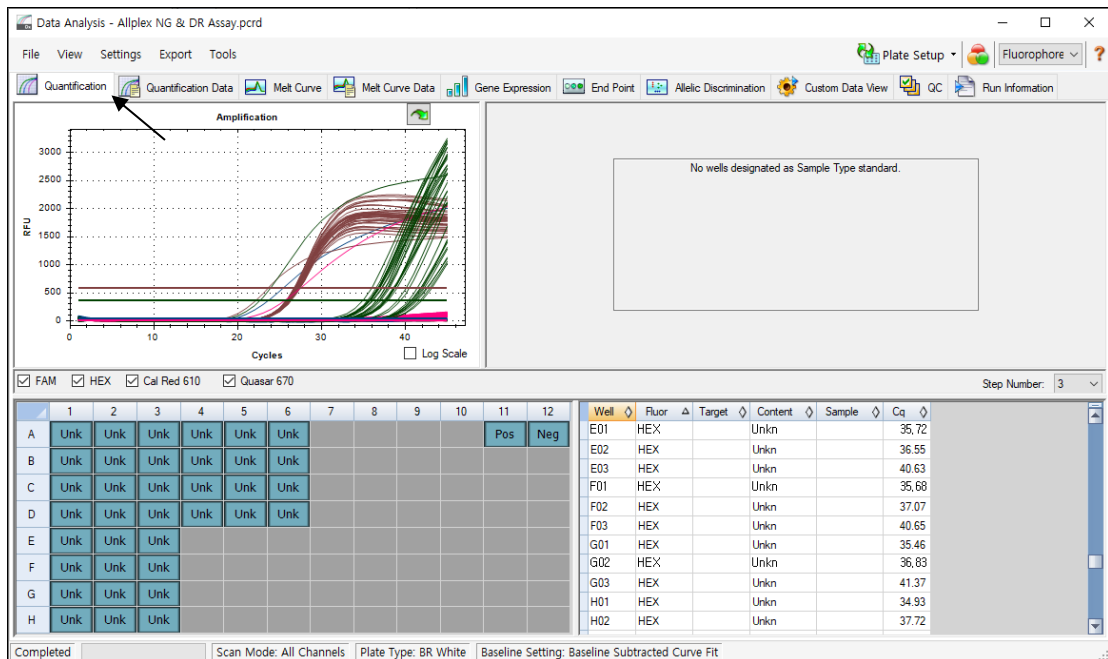 Data Analysis - Allplex NG & DR Assay.pcrd
File View Settings Export Tools Plate Setup Fluorophore ?
Quantification Quantification Data Melt Curve Melt Curve Data Gene Expression End Point Allelic Discrimination Custom Data View QC Run Information
Amplification
3000
2500
2000
1500
1000
500
0
RFU
0 10 20 30 40
Cycles
Log Scale
No wells designated as Sample Type standard.
FAM HEX Cal Red 610 Quasar 670 Step Number: 3
1 2 3 4 5 6 7 8 9 10 11 12
A Unk Unk Unk Unk Unk Unk Pos Neg
B Unk Unk Unk Unk Unk Unk
C Unk Unk Unk Unk Unk Unk
D Unk Unk Unk Unk Unk Unk
E Unk Unk Unk
F Unk Unk Unk
G Unk Unk Unk
H Unk Unk Unk
Well Fluor Target Content Sample Cq
E01 HEX Unkn 35,72
E02 HEX Unkn 36.55
E03 HEX Unkn 40.63
F01 HEX Unkn 35,68
F02 HEX Unkn 37.07
F03 HEX Unkn 40.65
G01 HEX Unkn 35.46
G02 HEX Unkn 36,83
G03 HEX Unkn 41.37
H01 HEX Unkn 34.93
H02 HEX Unkn 37.72
Completed Scan Mode: All Channels Plate Type: BR White Baseline Setting: Baseline Subtracted Curve Fit